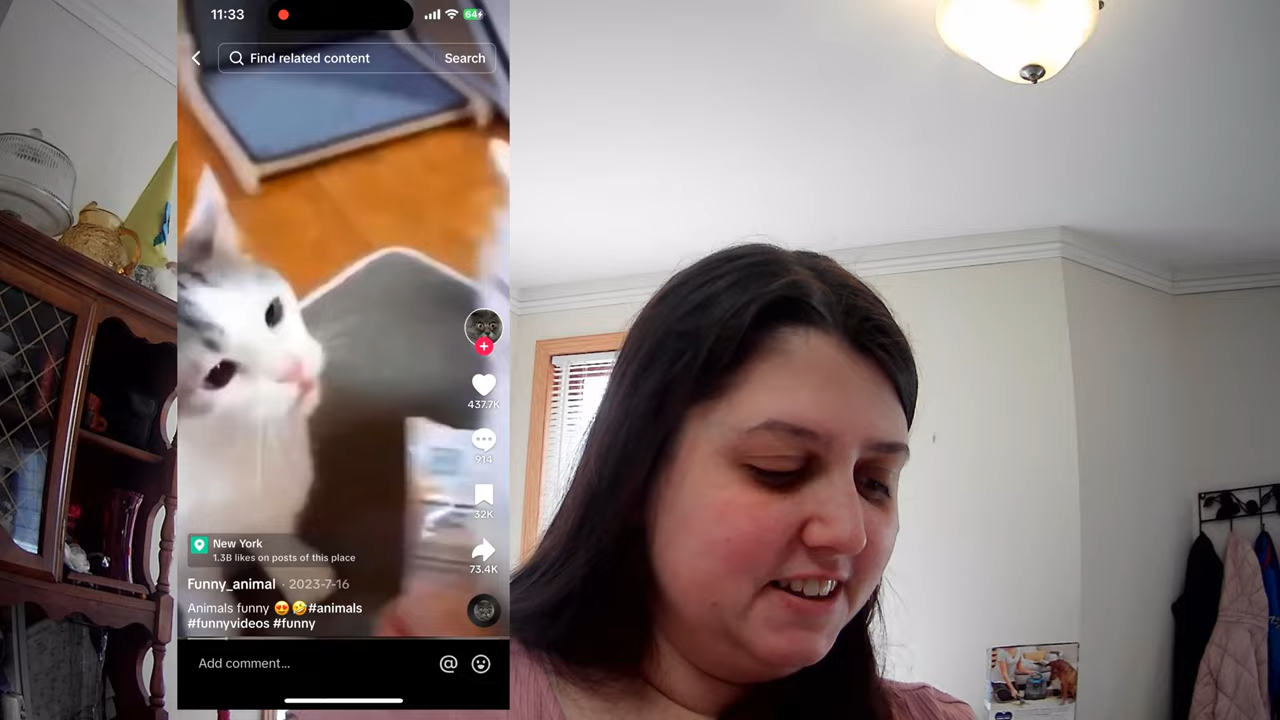 11:33
64
Find related content
Search
437.7K
914
32K
73.4K
New York
1.3B likes on posts of this place
Funny_animal · 2023-7-16
Animals funny 😍🤣#animals
#funnyvideos #funny
Add comment...